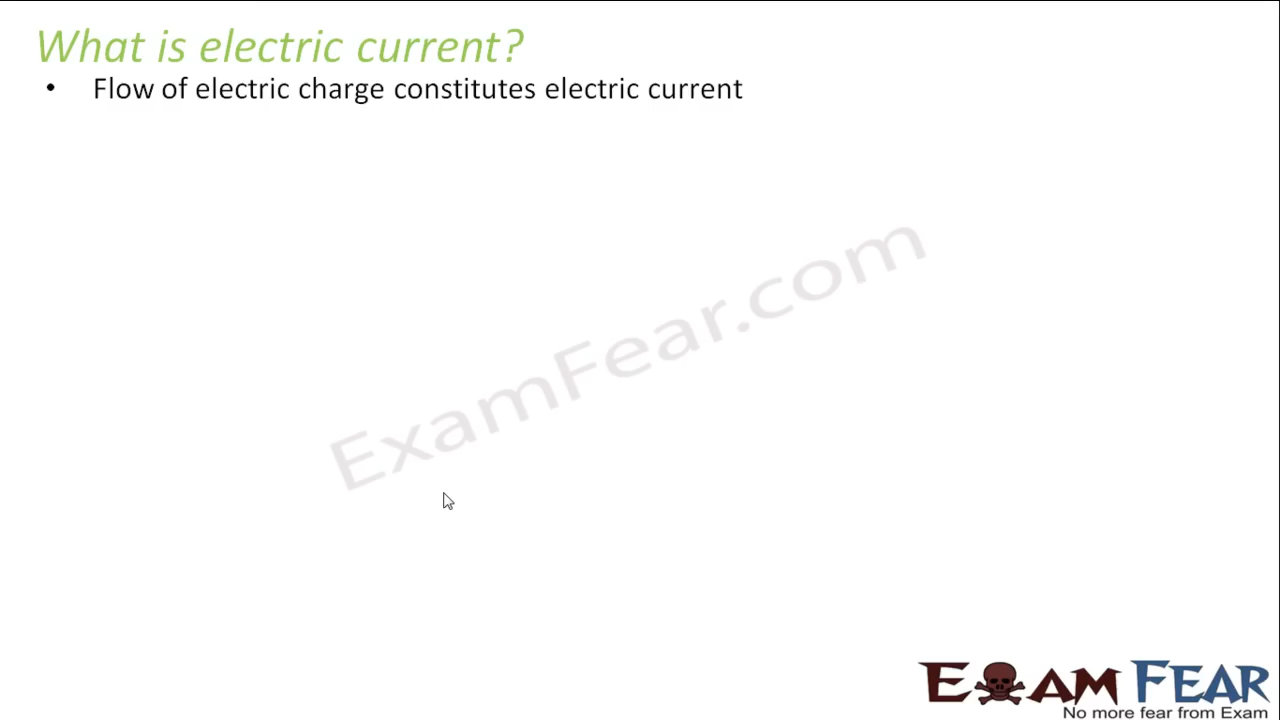 What is electric current?
• Flow of electric charge constitutes electric current
ExamFear.com
EXAM FEAR
No more fear from Exam